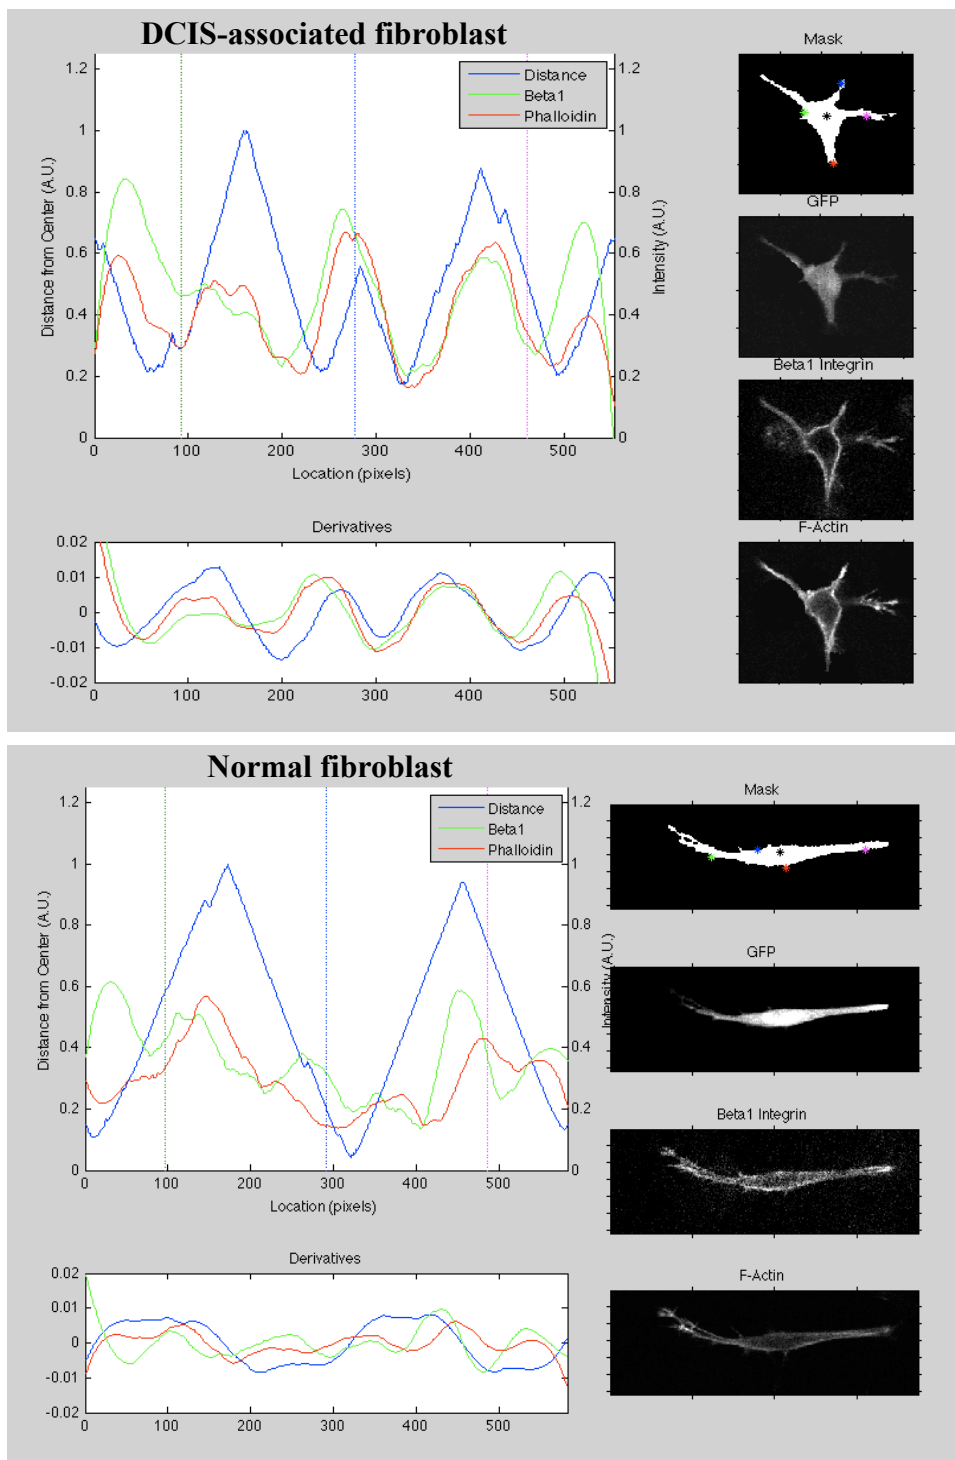 DCIS-associated fibroblast
Mask
1.2
1
0.8
0.6
0.4
0.2
0
Distance from Center (A.U.)
Distance
Beta1
Phalloidin
1.2
1
0.8
0.6
0.4
0.2
0
Intensity (A.U.)
0 100 200 300 400 500
Location (pixels)
GFP
Beta1 Integrin
F-Actin
Derivatives
0.02
0.01
0
-0.01
-0.02
0 100 200 300 400 500
Normal fibroblast
Mask
1.2
1
0.8
0.6
0.4
0.2
0
Distance from Center (A.U.)
Distance
Beta1
Phalloidin
1.2
1
0.8
0.6
0.4
0.2
0
Intensity (A.U.)
0 100 200 300 400 500
Location (pixels)
GFP
Beta1 Integrin
F-Actin
Derivatives
0.02
0.01
0
-0.01
-0.02
0 100 200 300 400 500